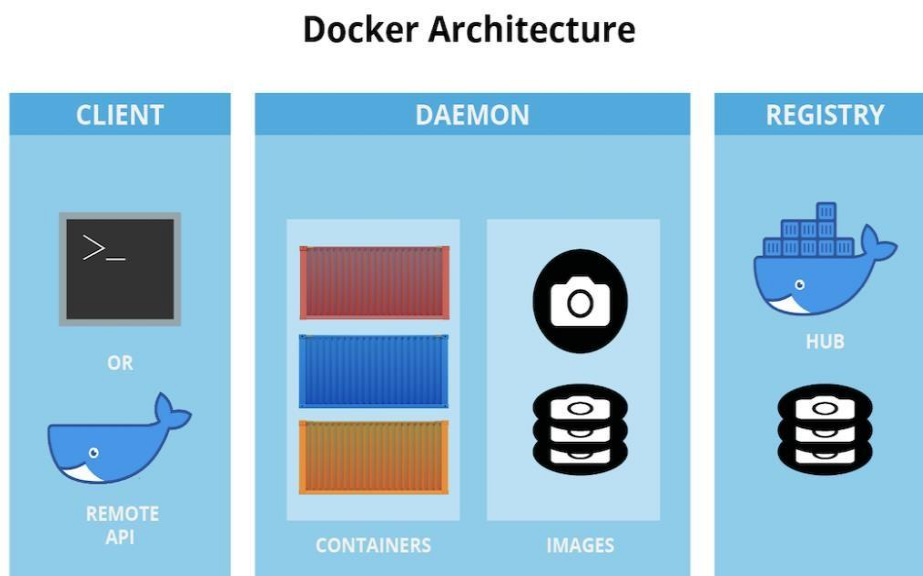 Docker Architecture
CLIENT
>_
OR
REMOTE
API
DAEMON
CONTAINERS
IMAGES
REGISTRY
HUB